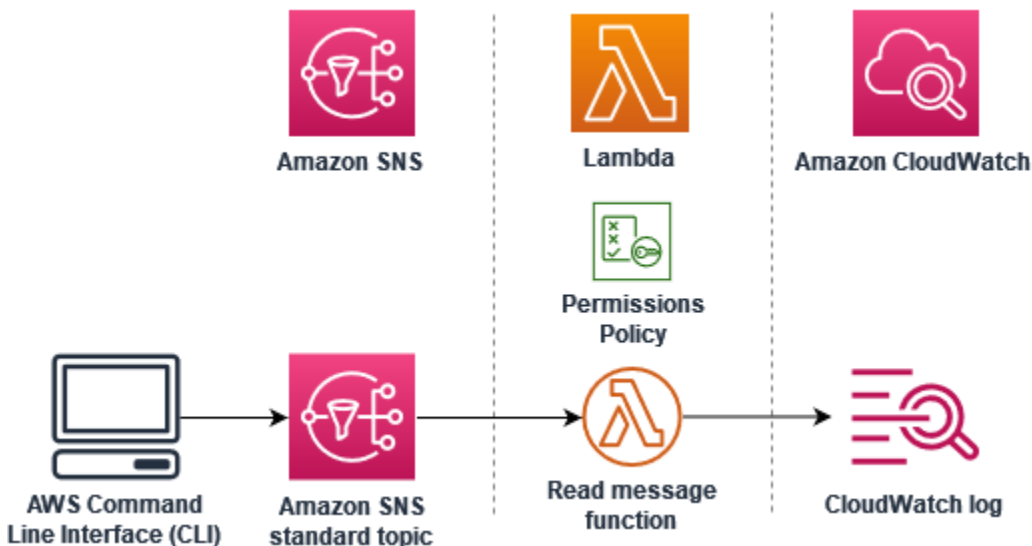 Amazon SNS
Lambda
Amazon CloudWatch
Permissions
Policy
AWS Command
Line Interface (CLI)
Amazon SNS
standard topic
Read message
function
CloudWatch log